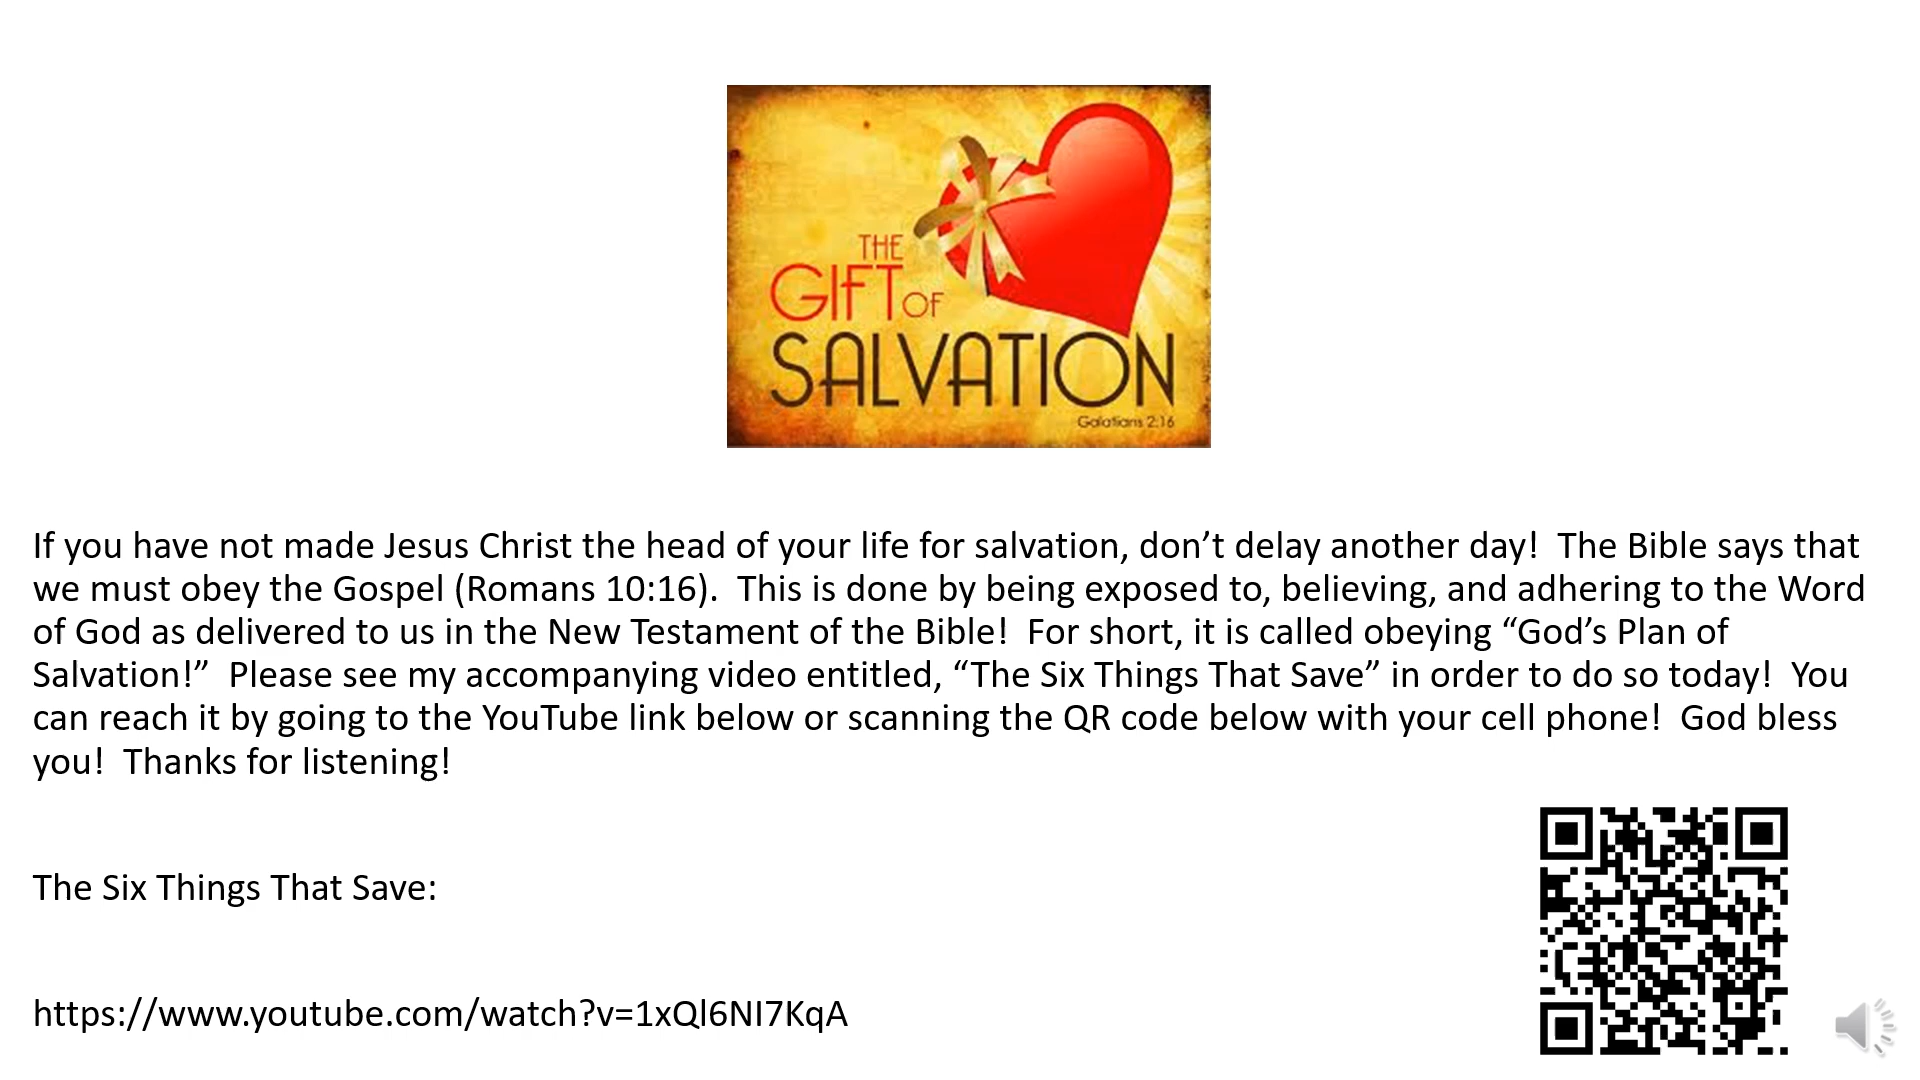 THE
GIFT OF
SALVATION
Galatians 2:16
If you have not made Jesus Christ the head of your life for salvation, don’t delay another day!  The Bible says that
we must obey the Gospel (Romans 10:16).  This is done by being exposed to, believing, and adhering to the Word
of God as delivered to us in the New Testament of the Bible!  For short, it is called obeying “God’s Plan of
Salvation!”  Please see my accompanying video entitled, “The Six Things That Save” in order to do so today!  You
can reach it by going to the YouTube link below or scanning the QR code below with your cell phone!  God bless
you!  Thanks for listening!
The Six Things That Save:
https://www.youtube.com/watch?v=1xQl6NI7KqA